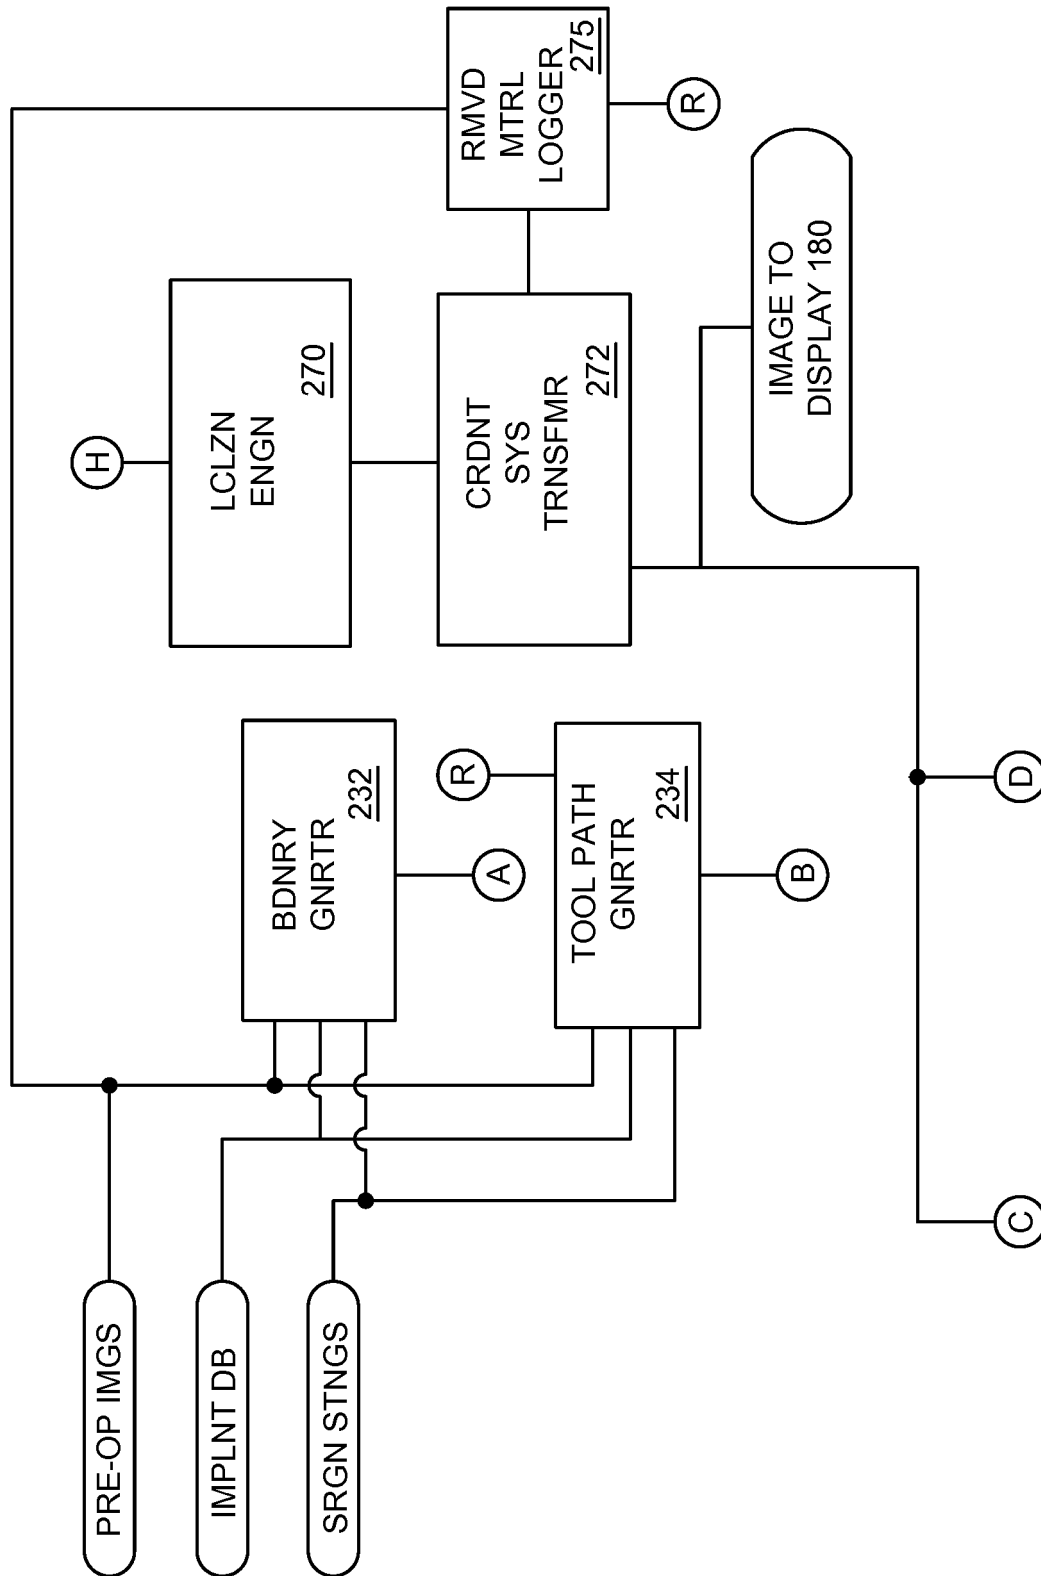 PRE-OP IMGS
IMPLNT DB
SRGN STNGS
BDNRY
GNRTR
232
A
R
TOOL PATH
GNRTR
234
B
H
LCLZN
ENGN
270
CRDNT
SYS
TRNSFMR
272
RMVD
MTRL
LOGGER
275
R
IMAGE TO
DISPLAY 180
C
D